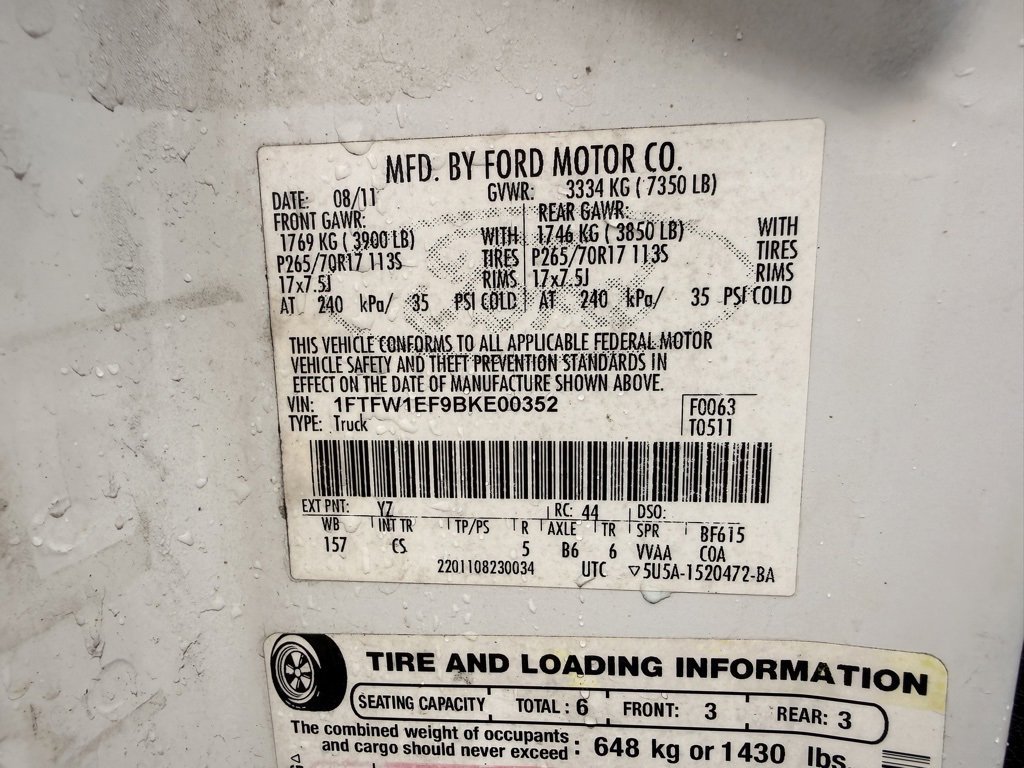 MFD. BY FORD MOTOR CO.
DATE: 08/11 GVWR: 3334 KG ( 7350 LB)
FRONT GAWR: REAR GAWR:
1769 KG ( 3900 LB) WITH 1746 KG ( 3850 LB) WITH
P265/70R17 113S TIRES P265/70R17 113S TIRES
17x7.5J RIMS 17x7.5J RIMS
AT 240 kPa/ 35 PSI COLD AT 240 kPa/ 35 PSI COLD
THIS VEHICLE CONFORMS TO ALL APPLICABLE FEDERAL MOTOR
VEHICLE SAFETY AND THEFT PREVENTION STANDARDS IN
EFFECT ON THE DATE OF MANUFACTURE SHOWN ABOVE.
VIN: 1FTFW1EF9BKE00352 F0063
TYPE: Truck T0511
EXT PNT: YZ RC: 44 DSO:
WB INT TR TP/PS R AXLE TR SPR BF615
157 CS 5 B6 6 VVAA COA
2201108230034 UTC ▽5U5A-1520472-BA
TIRE AND LOADING INFORMATION
SEATING CAPACITY TOTAL : 6 FRONT: 3 REAR: 3
The combined weight of occupants
and cargo should never exceed : 648 kg or 1430 lbs.